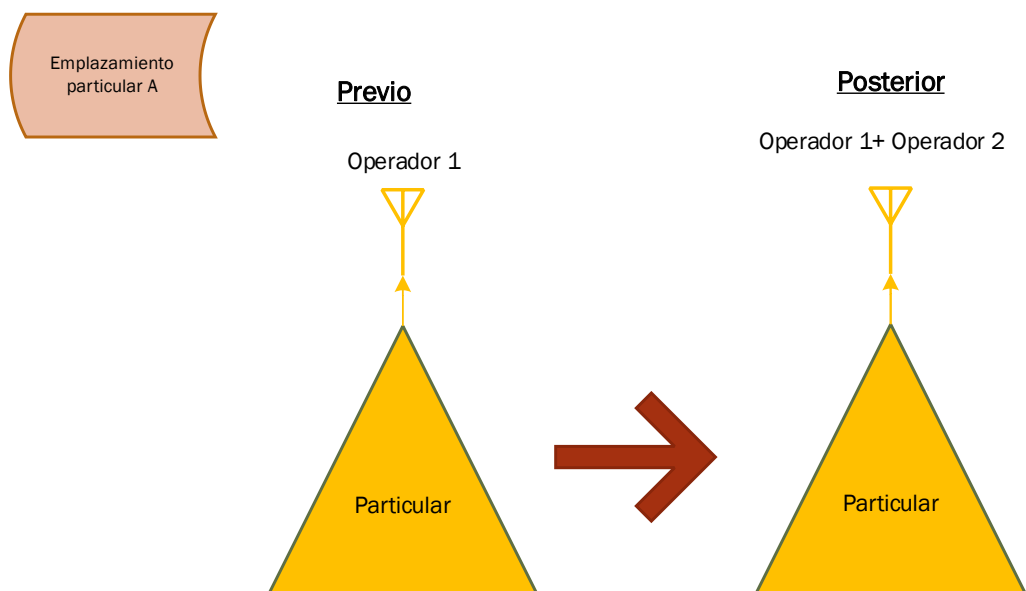 Emplazamiento
particular A
Previo
Operador 1
Particular
Posterior
Operador 1+ Operador 2
Particular